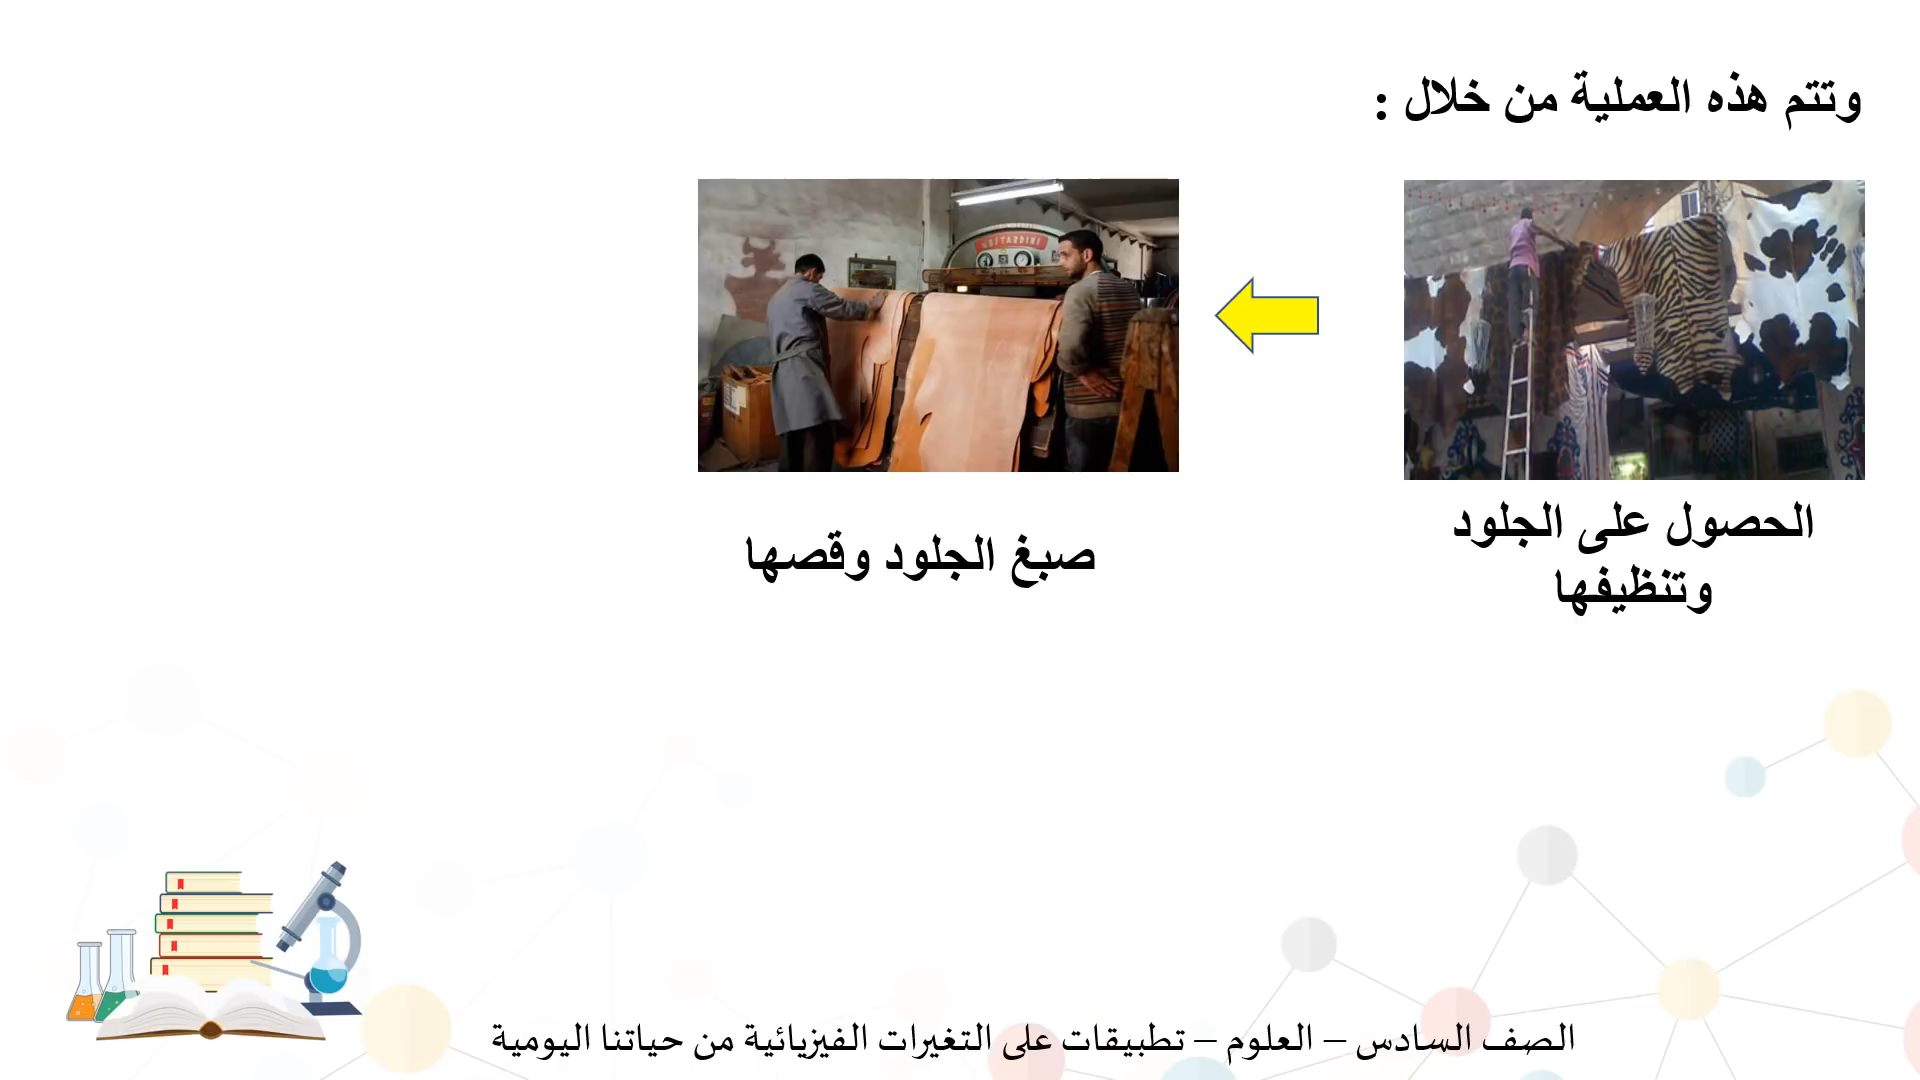 وتتم هذه العملية من خلال :
الحصول على الجلود
وتنظيفها
صبغ الجلود وقصها
الصف السادس – العلوم – تطبيقات على التغيرات الفيزيائية من حياتنا اليومية